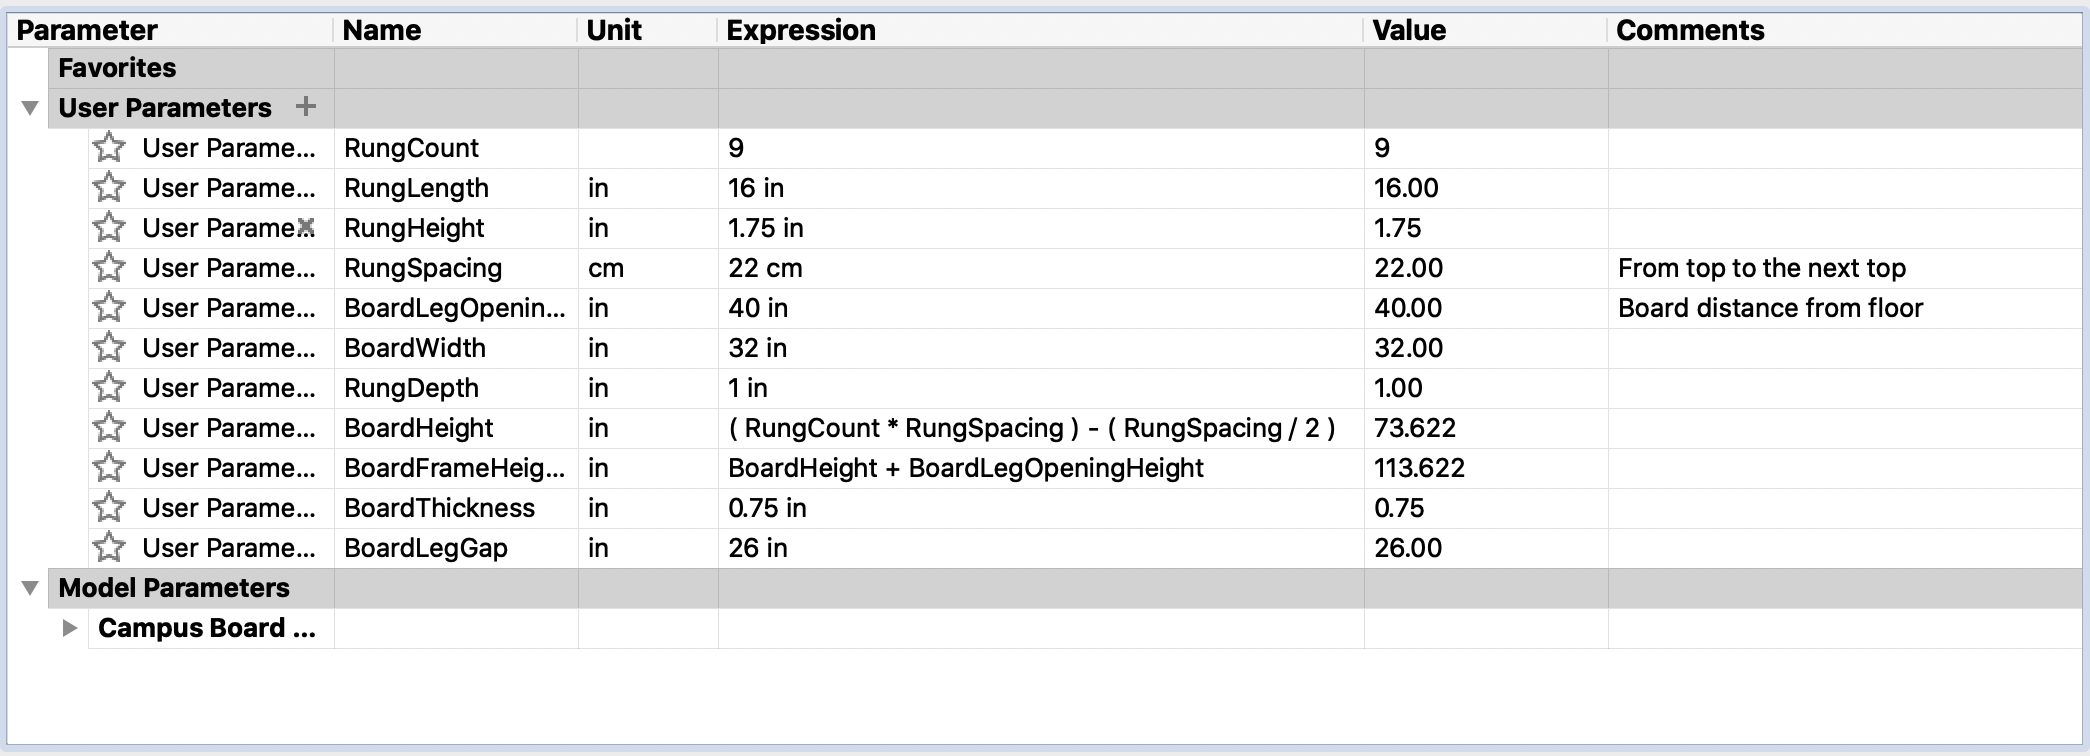 Parameter Name Unit Expression Value Comments
Favorites
User Parameters +
User Parame... RungCount 9 9
User Parame... RungLength in 16 in 16.00
User Parame... RungHeight in 1.75 in 1.75
User Parame... RungSpacing cm 22 cm 22.00 From top to the next top
User Parame... BoardLegOpenin... in 40 in 40.00 Board distance from floor
User Parame... BoardWidth in 32 in 32.00
User Parame... RungDepth in 1 in 1.00
User Parame... BoardHeight in ( RungCount * RungSpacing ) - ( RungSpacing / 2 ) 73.622
User Parame... BoardFrameHeig... in BoardHeight + BoardLegOpeningHeight 113.622
User Parame... BoardThickness in 0.75 in 0.75
User Parame... BoardLegGap in 26 in 26.00
Model Parameters
Campus Board ...